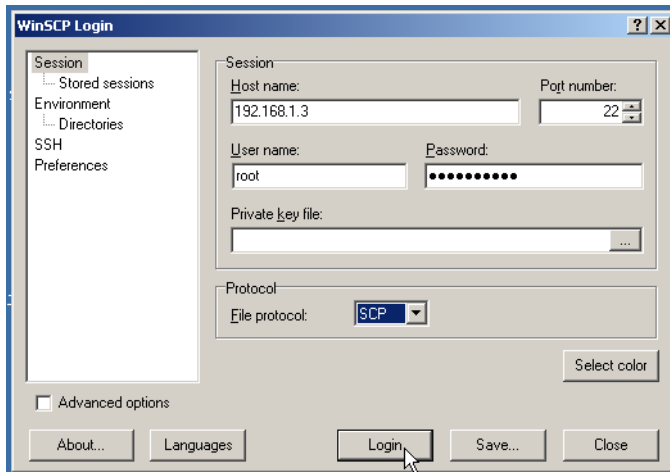 WinSCP Login
Session
Stored sessions
Environment
Directories
SSH
Preferences
Session
Host name:
Port number:
192.168.1.3
22
User name:
Password:
root
●●●●●●●●●●
Private key file:
...
Protocol
File protocol:
SCP
Select color
Advanced options
About...
Languages
Login
Save...
Close